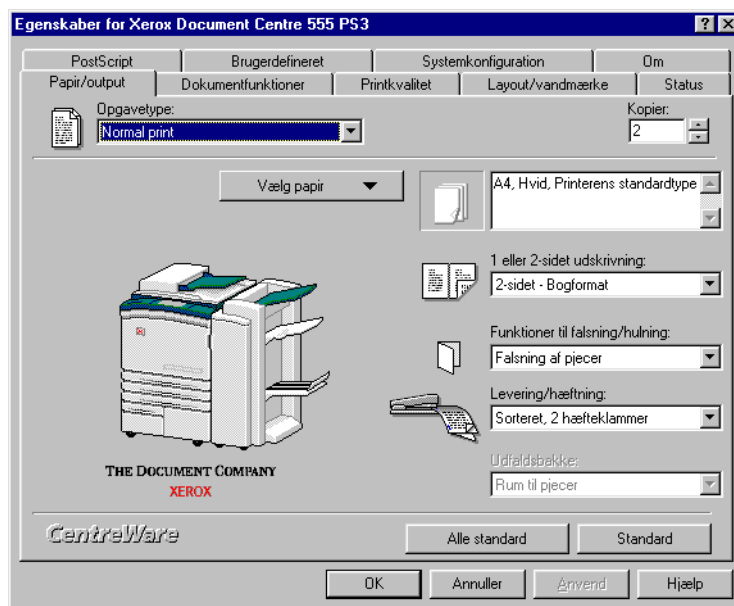 Egenskaber for Xerox Document Centre 555 PS3
PostScript Brugerdefineret Systemkonfiguration Om
Papir/output Dokumentfunktioner Printkvalitet Layout/vandmærke Status
Opgavetype: Kopier:
Normal print 2
Vælg papir A4, Hvid, Printerens standardtype
1 eller 2-sidet udskrivning:
2-sidet - Bogformat
Funktioner til falsning/hulning:
Falsning af pjecer
Levering/hæftning:
Sorteret, 2 hæfteklammer
Udfaldsbakke:
Rum til pjecer
THE DOCUMENT COMPANY
XEROX
CentreWare Alle standard Standard
OK Annuller Anvend Hjælp